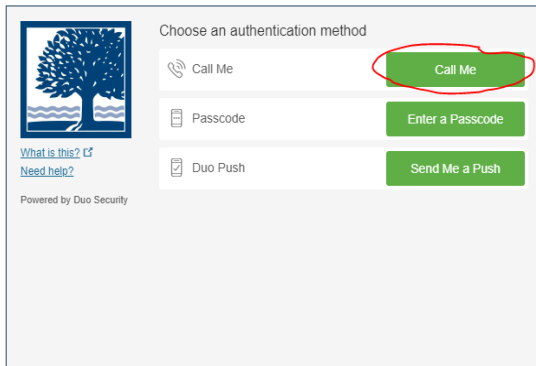 Choose an authentication method
Call Me Call Me
Passcode Enter a Passcode
Duo Push Send Me a Push
What is this?
Need help?
Powered by Duo Security